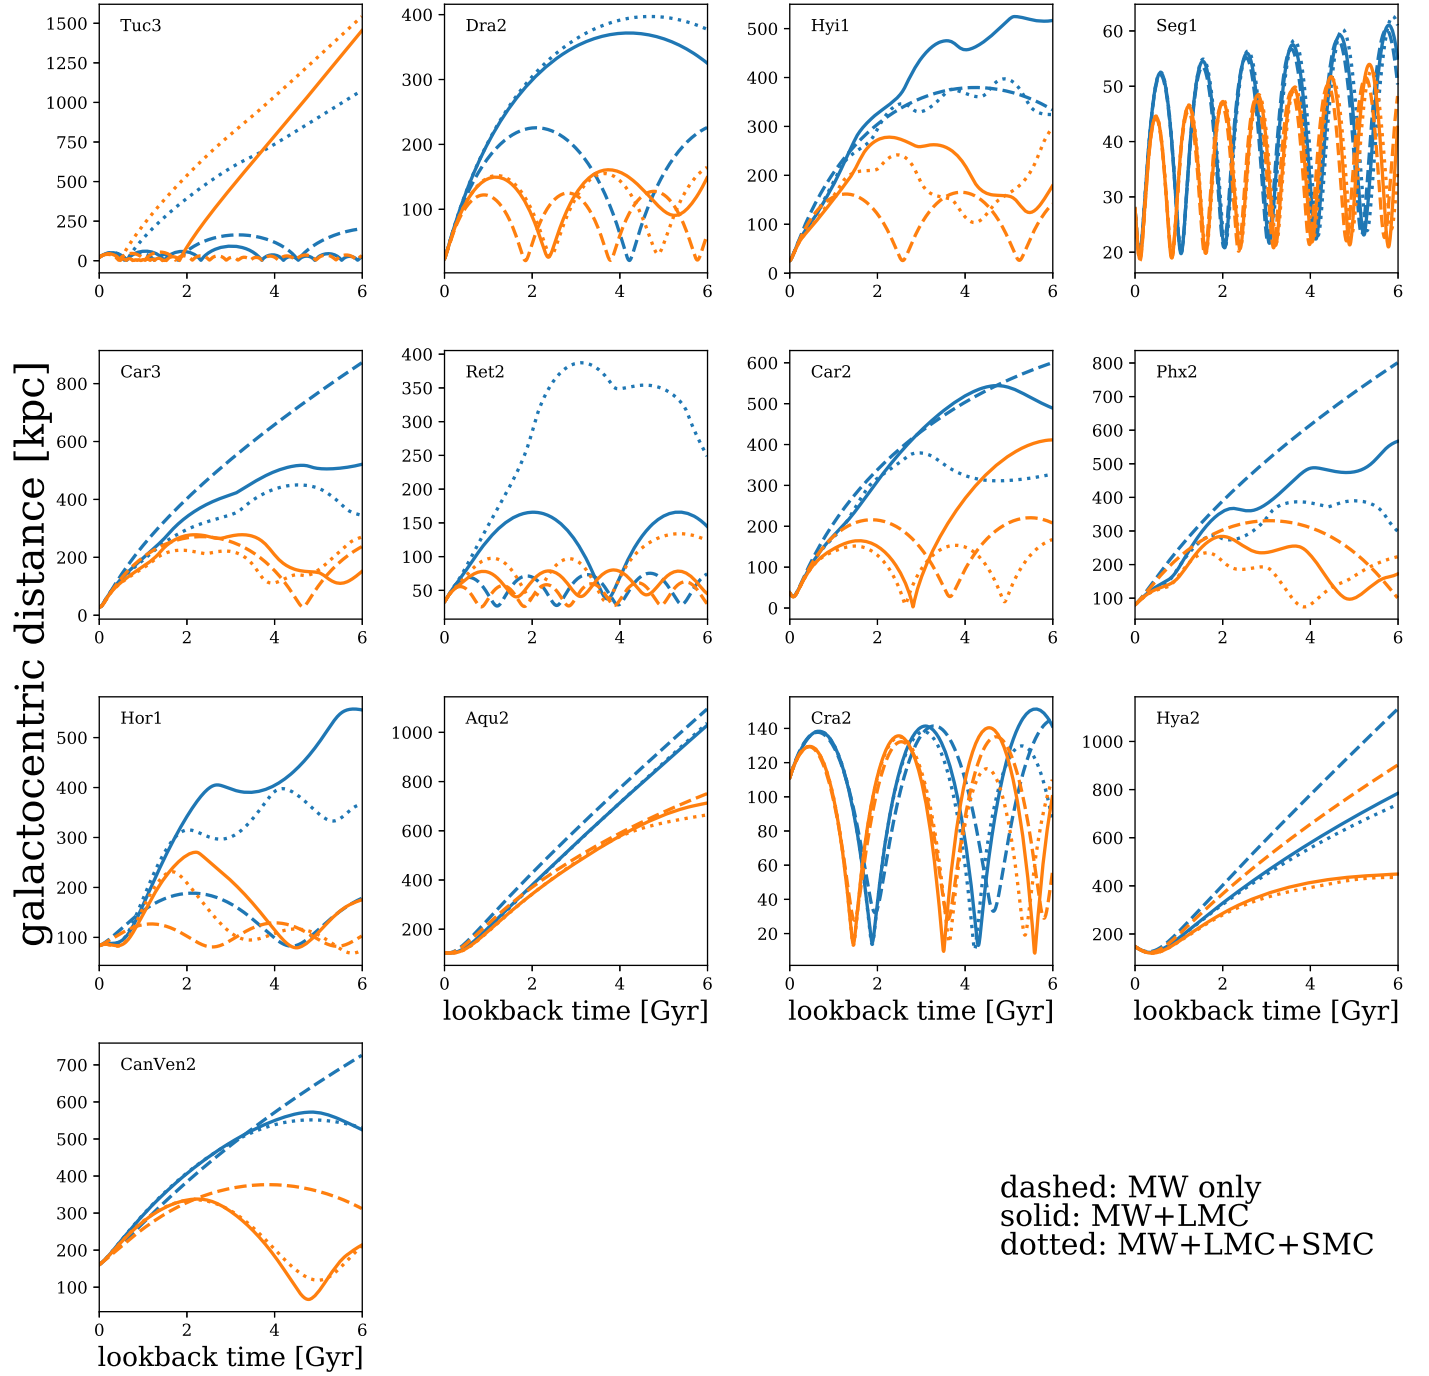 galactocentric distance [kpc]
Tuc3
1500
1250
1000
750
500
250
0
0 2 4 6
Dra2
400
300
200
100
0 2 4 6
Hyi1
500
400
300
200
100
0
0 2 4 6
Seg1
60
50
40
30
20
0 2 4 6
Car3
800
600
400
200
0
0 2 4 6
Ret2
400
350
300
250
200
150
100
50
0 2 4 6
Car2
600
500
400
300
200
100
0
0 2 4 6
Phx2
800
700
600
500
400
300
200
100
0 2 4 6
Hor1
500
400
300
200
100
0 2 4 6
Aqu2
1000
800
600
400
200
0 2 4 6
lookback time [Gyr]
Cra2
140
120
100
80
60
40
20
0 2 4 6
lookback time [Gyr]
Hya2
1000
800
600
400
200
0 2 4 6
lookback time [Gyr]
CanVen2
700
600
500
400
300
200
100
0 2 4 6
lookback time [Gyr]
dashed: MW only
solid: MW+LMC
dotted: MW+LMC+SMC